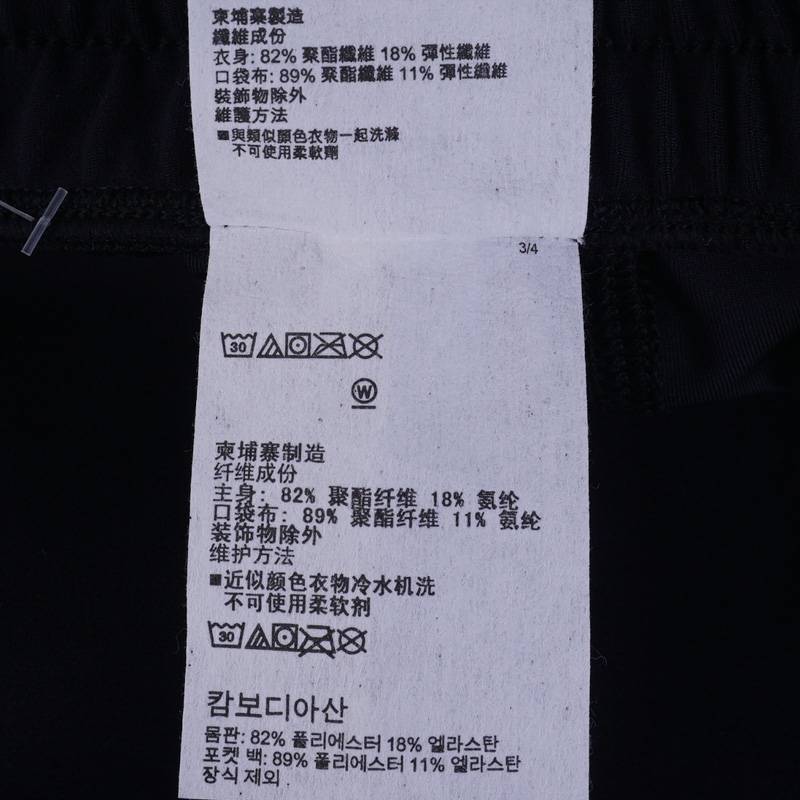 柬埔寨製造
纖維成份
衣身: 82% 聚酯纖維 18% 彈性纖維
口袋布: 89% 聚酯纖維 11% 彈性纖維
裝飾物除外
維護方法
■與類似顏色衣物一起洗滌
不可使用柔軟劑
3/4
30
W
柬埔寨制造
纤维成份
主身: 82% 聚酯纤维 18% 氨纶
口袋布: 89% 聚酯纤维 11% 氨纶
装饰物除外
维护方法
■近似颜色衣物冷水机洗
不可使用柔软剂
30
캄보디아산
몸판: 82% 폴리에스터 18% 엘라스탄
포켓 백: 89% 폴리에스터 11% 엘라스탄
장식 제외